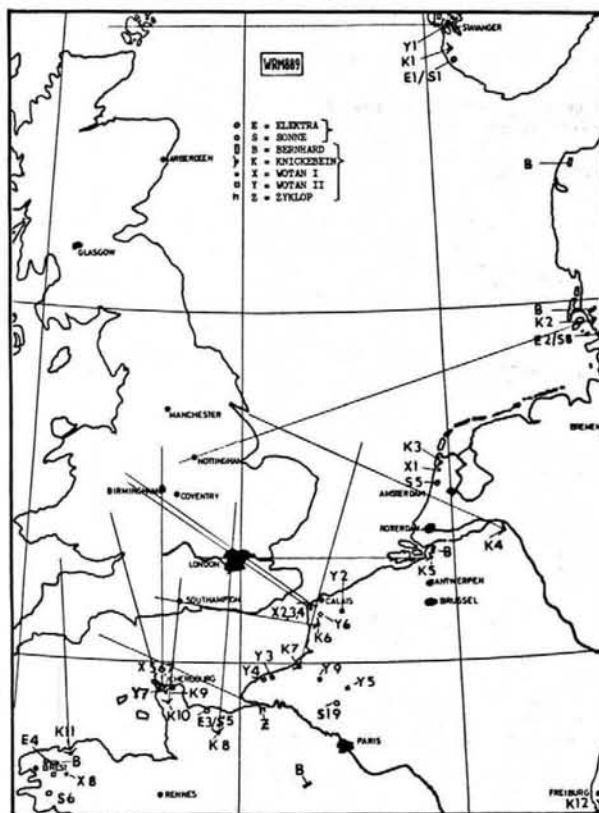 STAVANGER
Y1
K1
E1/S1
WRM889
E = ELEKTRA
S = SONNE
B = BERNHARD
K = KNICKEBEIN
X = WOTAN I
Y = WOTAN II
Z = ZYKLOP
ABERDEEN
B
GLASGOW
B
K2
E2/S8
MANCHESTER
BREMEN
NOTTINGHAM
K3
X1
BIRMINGHAM
COVENTRY
S5
AMSTERDAM
ROTERDAM
B
K4
LONDON
K5
ANTWERPEN
SOUTHAMPTON
Y2
CALAIS
BRUSSEL
X2,3,4
Y6
K6
K7
X 5 6 7
CHERBOURG
Y3
Y4
Y9
Y7
K9
Y5
K10
E3/S5
S19
K8
Z
K11
E4
B
PARIS
BREST
X8
B
S6
RENNES
FREIBURG
K12